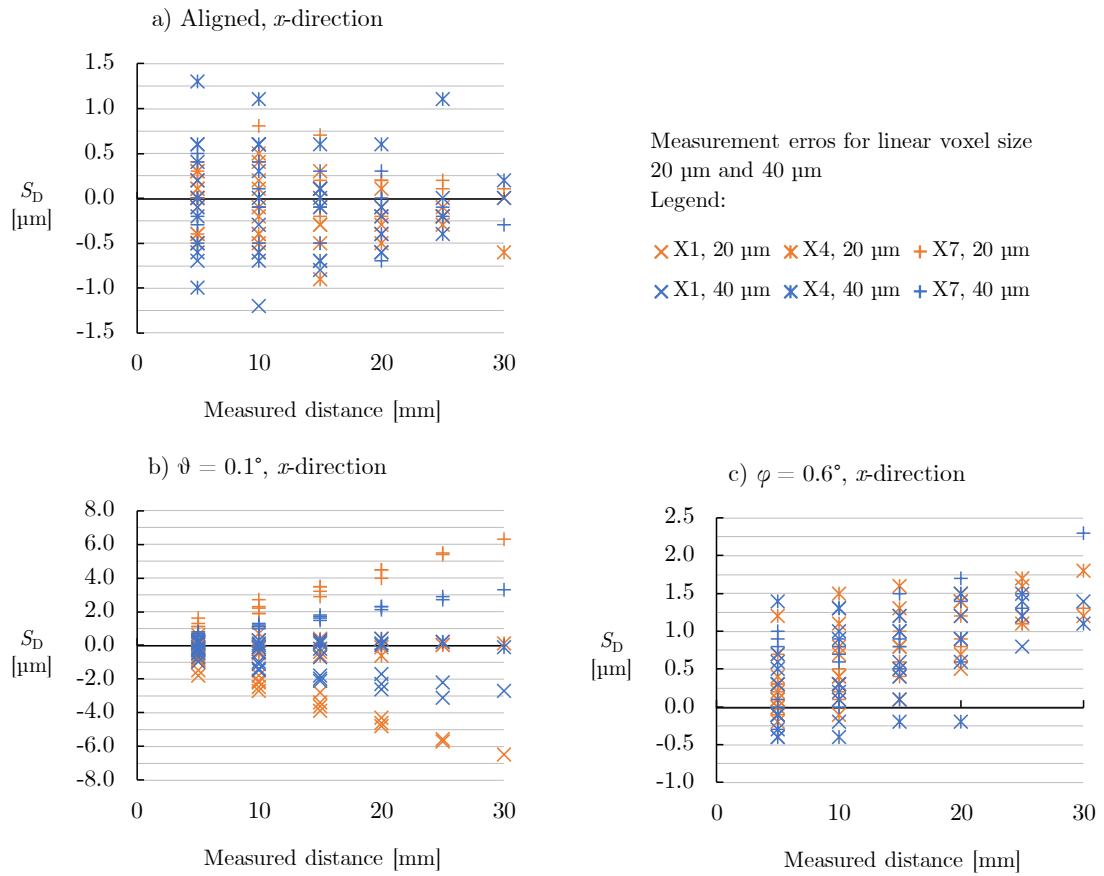 a) Aligned, x-direction
1.5
1.0
0.5
0.0
-0.5
-1.0
-1.5
S_D
[µm]
0 10 20 30
Measured distance [mm]
Measurement erros for linear voxel size
20 µm and 40 µm
Legend:
X1, 20 µm X4, 20 µm X7, 20 µm
X1, 40 µm X4, 40 µm X7, 40 µm
b) ϑ = 0.1°, x-direction
8.0
6.0
4.0
2.0
0.0
-2.0
-4.0
-6.0
-8.0
S_D
[µm]
0 10 20 30
Measured distance [mm]
c) φ = 0.6°, x-direction
2.5
2.0
1.5
1.0
0.5
0.0
-0.5
-1.0
S_D
[µm]
0 10 20 30
Measured distance [mm]